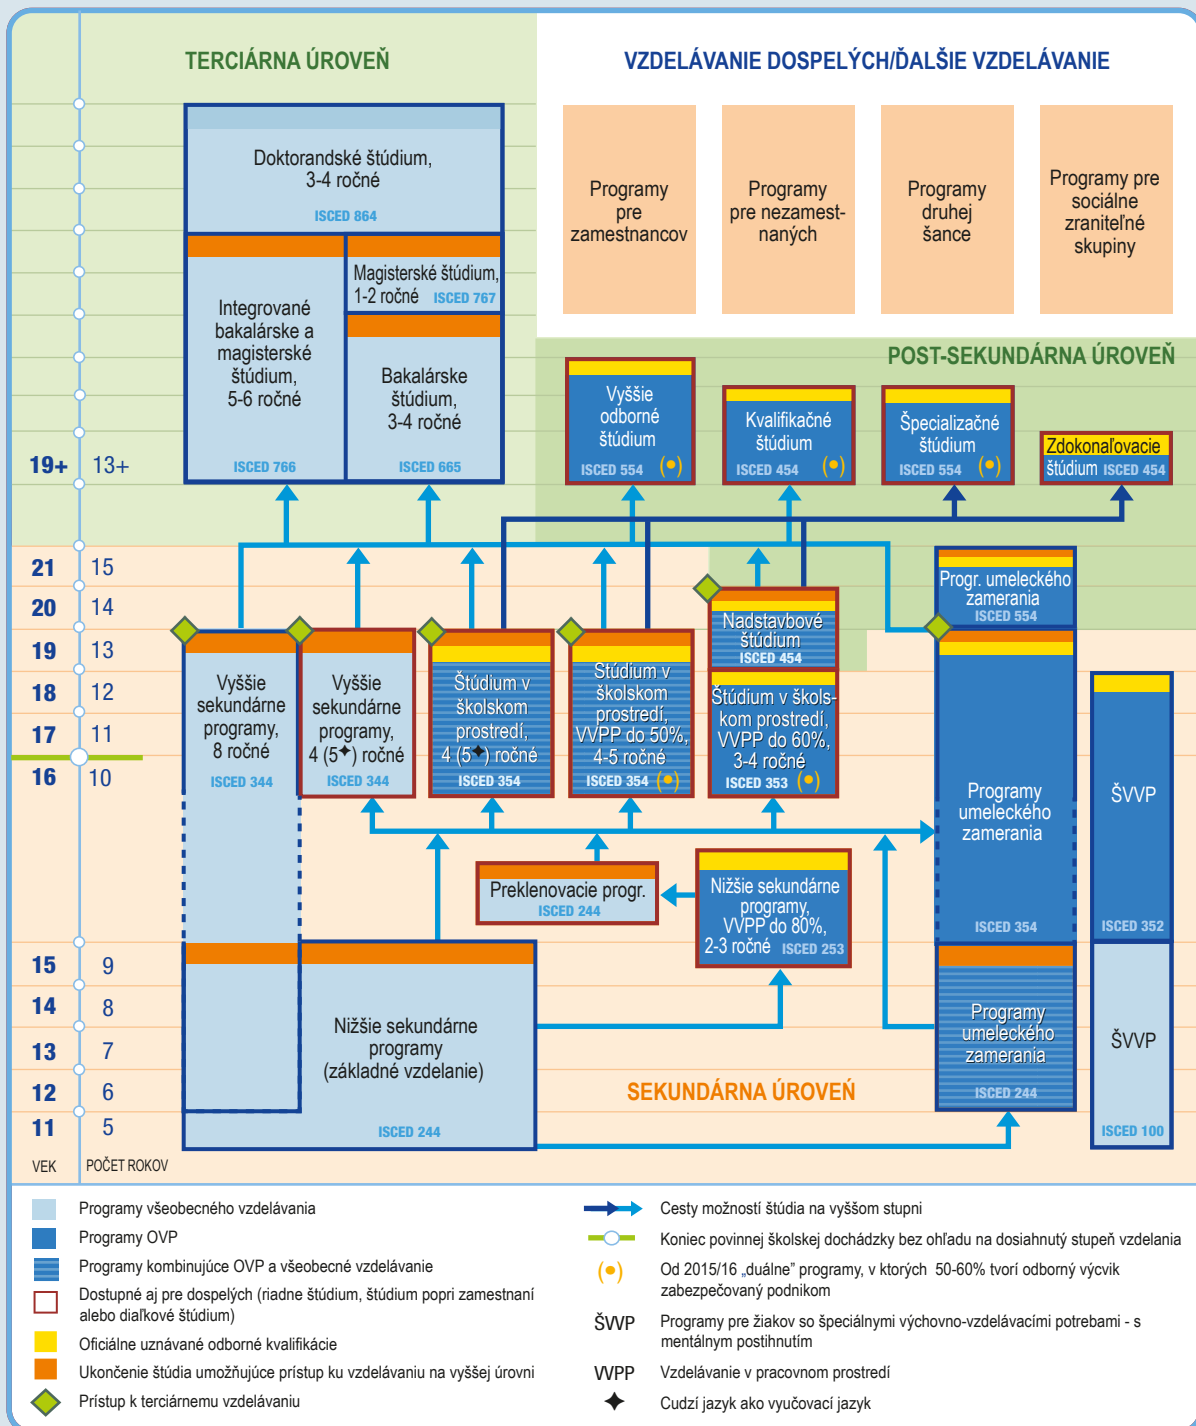 TERCIÁRNA ÚROVEŇ
VZDELÁVANIE DOSPELÝCH/ĎALŠIE VZDELÁVANIE
Doktorandské štúdium,
3-4 ročné
ISCED 864
Programy
pre
zamestnancov
Programy
pre nezamest-
naných
Programy
druhej
šance
Programy pre
sociálne
zraniteľné
skupiny
Integrované
bakalárske a
magisterské
štúdium,
5-6 ročné
ISCED 766
Magisterské štúdium,
1-2 ročné ISCED 767
Bakalárske
štúdium,
3-4 ročné
ISCED 665
POST-SEKUNDÁRNA ÚROVEŇ
Vyššie
odborné
štúdium
ISCED 554 (•)
Kvalifikačné
štúdium
ISCED 454 (•)
Špecializačné
štúdium
ISCED 554 (•)
Zdokonaľovacie
štúdium ISCED 454
19+ 13+
21 15
20 14
19 13
18 12
17 11
16 10
15 9
14 8
13 7
12 6
11 5
VEK POČET ROKOV
Vyššie
sekundárne
programy,
8 ročné
ISCED 344
Vyššie
sekundárne
programy,
4 (5✦) ročné
ISCED 344
Štúdium v
školskom
prostredí,
4 (5✦) ročné
ISCED 354
Štúdium v
školskom
prostredí,
VVPP do 50%,
4-5 ročné
ISCED 354 (•)
Nadstavbové
štúdium
ISCED 454
Štúdium v škols-
kom prostredí,
VVPP do 60%,
3-4 ročné
ISCED 353 (•)
Progr. umeleckého
zamerania
ISCED 554
Programy
umeleckého
zamerania
ISCED 354
ŠVVP
ISCED 352
Preklenovacie progr.
ISCED 244
Nižšie sekundárne
programy,
VVPP do 80%,
2-3 ročné ISCED 253
Nižšie sekundárne
programy
(základné vzdelanie)
ISCED 244
Programy
umeleckého
zamerania
ISCED 244
ŠVVP
ISCED 100
SEKUNDÁRNA ÚROVEŇ
Programy všeobecného vzdelávania
Programy OVP
Programy kombinujúce OVP a všeobecné vzdelávanie
Dostupné aj pre dospelých (riadne štúdium, štúdium popri zamestnaní
alebo diaľkové štúdium)
Oficiálne uznávané odborné kvalifikácie
Ukončenie štúdia umožňujúce prístup ku vzdelávaniu na vyššej úrovni
Prístup k terciárnemu vzdelávaniu
Cesty možností štúdia na vyššom stupni
Koniec povinnej školskej dochádzky bez ohľadu na dosiahnutý stupeň vzdelania
(•) Od 2015/16 „duálne” programy, v ktorých 50-60% tvorí odborný výcvik
zabezpečovaný podnikom
ŠVVP Programy pre žiakov so špeciálnymi výchovno-vzdelávacími potrebami - s
mentálnym postihnutím
VVPP Vzdelávanie v pracovnom prostredí
✦ Cudzí jazyk ako vyučovací jazyk